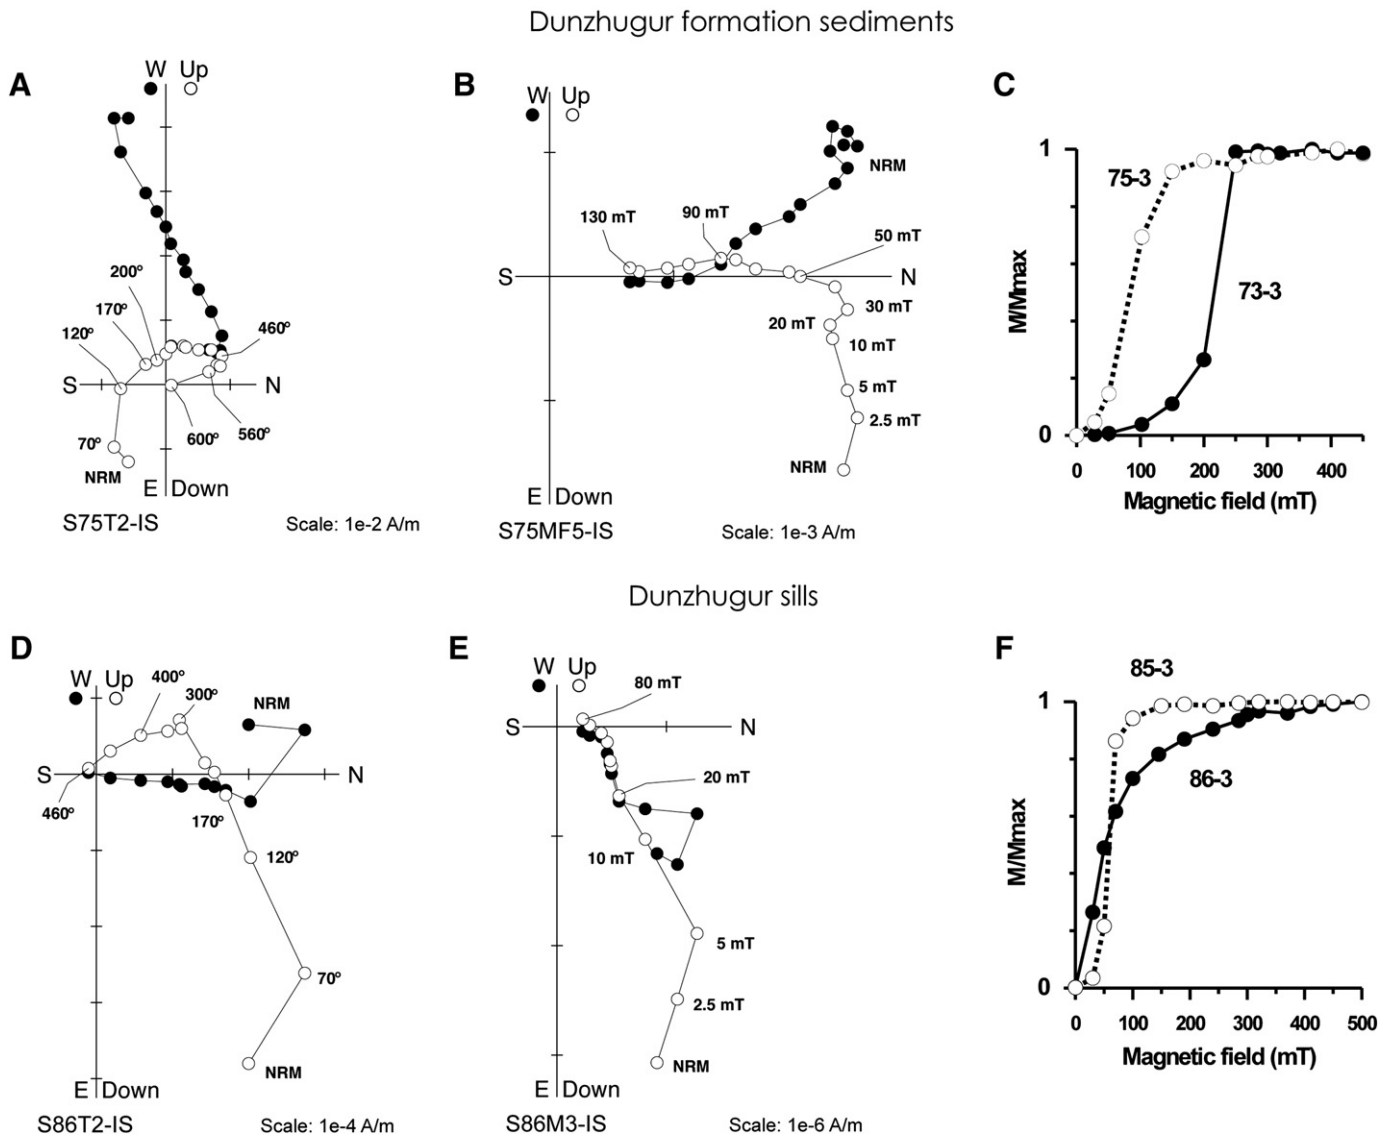 Dunzhugur formation sediments
A
W Up
200°
170°
120°
460°
S N
70°
560°
600°
NRM
E Down
S75T2-IS
Scale: 1e-2 A/m
B
W Up
NRM
130 mT
90 mT
50 mT
S N
30 mT
20 mT
10 mT
5 mT
2.5 mT
NRM
E Down
S75MF5-IS
Scale: 1e-3 A/m
C
1
75-3
M/Mmax
73-3
0
0 100 200 300 400
Magnetic field (mT)
Dunzhugur sills
D
W Up
400°
300°
NRM
S N
460°
170°
120°
70°
NRM
E Down
S86T2-IS
Scale: 1e-4 A/m
E
W Up
80 mT
S N
20 mT
10 mT
5 mT
2.5 mT
NRM
E Down
S86M3-IS
Scale: 1e-6 A/m
F
85-3
1
86-3
M/Mmax
0
0 100 200 300 400 500
Magnetic field (mT)